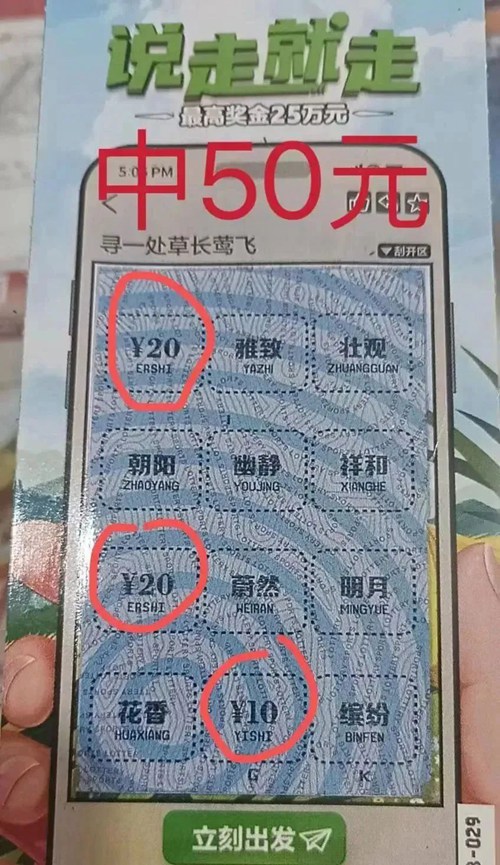 说走就走
最高奖金25万元
中50元
寻一处草长莺飞
▼刮开区
¥20 雅致 壮观
ERSHI YAZHI ZHUANGGUAN
J
朝阳 幽静 祥和
ZHAOYANG YOUJING XIANGHE
¥20 蔚然 明月
ERSHI WEIRAN MINGYUE
花香 ¥10 缤纷
HUAXIANG YISHI BINFEN
G K
立刻出发
-029